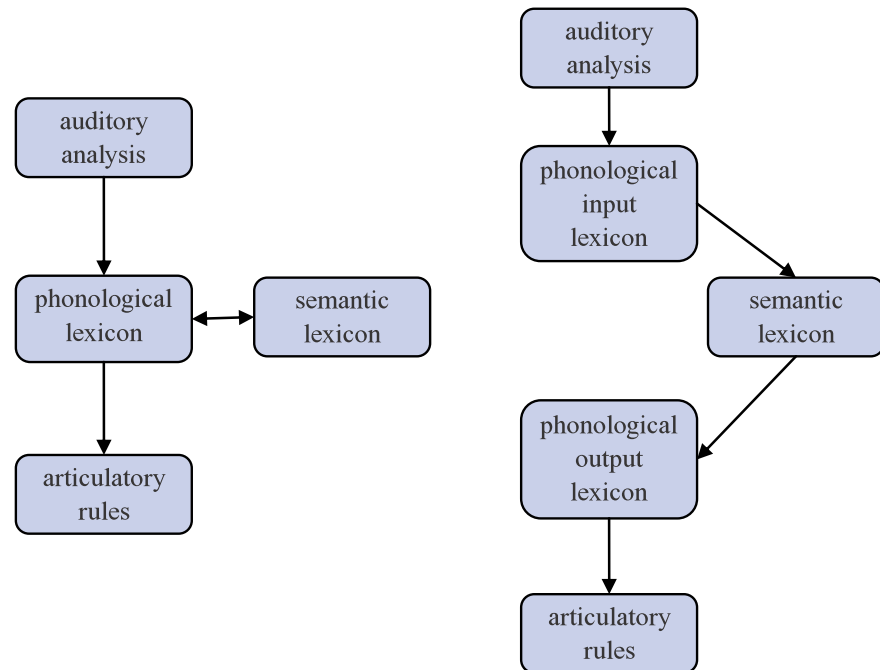 auditory
analysis
phonological
lexicon
semantic
lexicon
articulatory
rules
auditory
analysis
phonological
input
lexicon
semantic
lexicon
phonological
output
lexicon
articulatory
rules